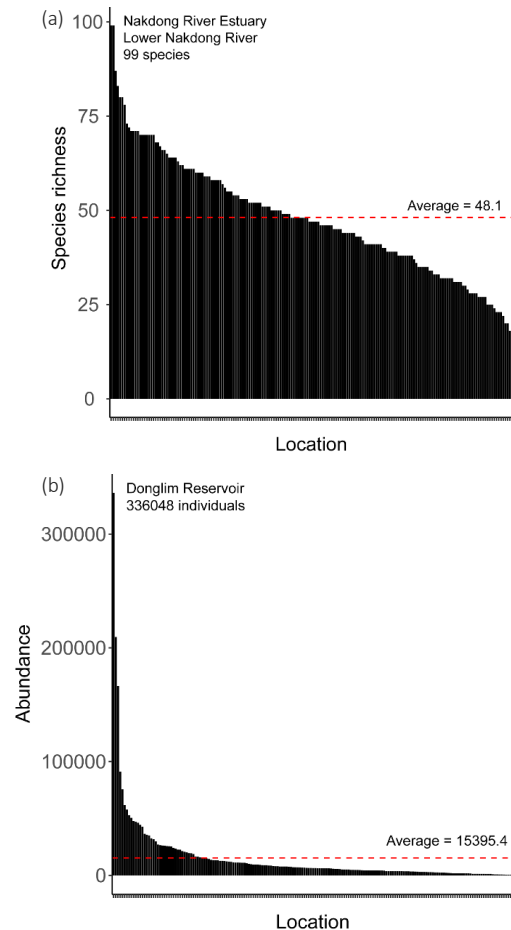 (a)
Nakdong River Estuary
Lower Nakdong River
99 species
100
75
50
25
0
Species richness
Average = 48.1
Location
(b)
Donglim Reservoir
336048 individuals
300000
200000
100000
0
Abundance
Average = 15395.4
Location